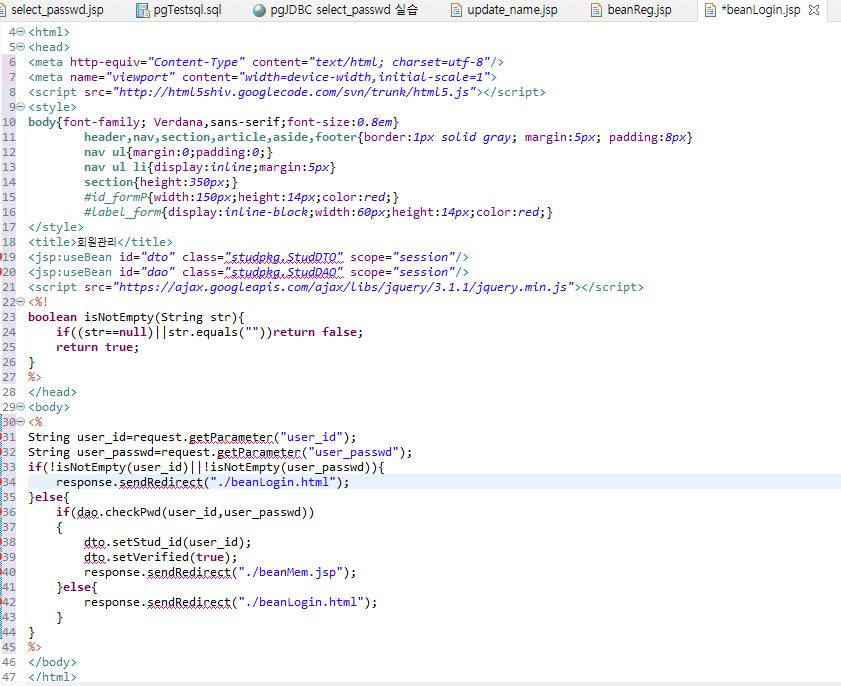 select_passwd.jsp pgTestsql.sql pgJDBC select_passwd 실습 update_name.jsp beanReg.jsp *beanLogin.jsp
4 <html>
5 <head>
6 <meta http-equiv="Content-Type" content="text/html; charset=utf-8"/>
7 <meta name="viewport" content="width=device-width,initial-scale=1">
8 <script src="http://html5shiv.googlecode.com/svn/trunk/html5.js"></script>
9 <style>
10 body{font-family; Verdana,sans-serif;font-size:0.8em}
11         header,nav,section,article,aside,footer{border:1px solid gray; margin:5px; padding:8px}
12         nav ul{margin:0;padding:0;}
13         nav ul li{display:inline;margin:5px}
14         section{height:350px;}
15         #id_formP{width:150px;height:14px;color:red;}
16         #label_form{display:inline-block;width:60px;height:14px;color:red;}
17 </style>
18 <title>회원관리</title>
19 <jsp:useBean id="dto" class="studpkg.StudDTO" scope="session"/>
20 <jsp:useBean id="dao" class="studpkg.StudDAO" scope="session"/>
21 <script src="https://ajax.googleapis.com/ajax/libs/jquery/3.1.1/jquery.min.js"></script>
22 <%!
23 boolean isNotEmpty(String str){
24     if((str==null)||str.equals(""))return false;
25     return true;
26 }
27 %>
28 </head>
29 <body>
30 <%
31 String user_id=request.getParameter("user_id");
32 String user_passwd=request.getParameter("user_passwd");
33 if(!isNotEmpty(user_id)||!isNotEmpty(user_passwd)){
34     response.sendRedirect("./beanLogin.html");
35 }else{
36     if(dao.checkPwd(user_id,user_passwd))
37     {
38         dto.setStud_id(user_id);
39         dto.setVerified(true);
40         response.sendRedirect("./beanMem.jsp");
41     }else{
42         response.sendRedirect("./beanLogin.html");
43     }
44 }
45 %>
46 </body>
47 </html>